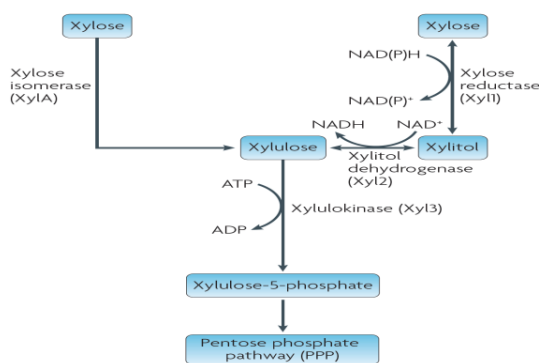 Xylose
Xylose
NAD(P)H
Xylose
isomerase
(XylA)
Xylose
reductase
(Xyl1)
NAD(P)+
NADH
NAD+
Xylulose
Xylitol
Xylitol
dehydrogenase
(Xyl2)
ATP
Xylulokinase (Xyl3)
ADP
Xylulose-5-phosphate
Pentose phosphate
pathway (PPP)